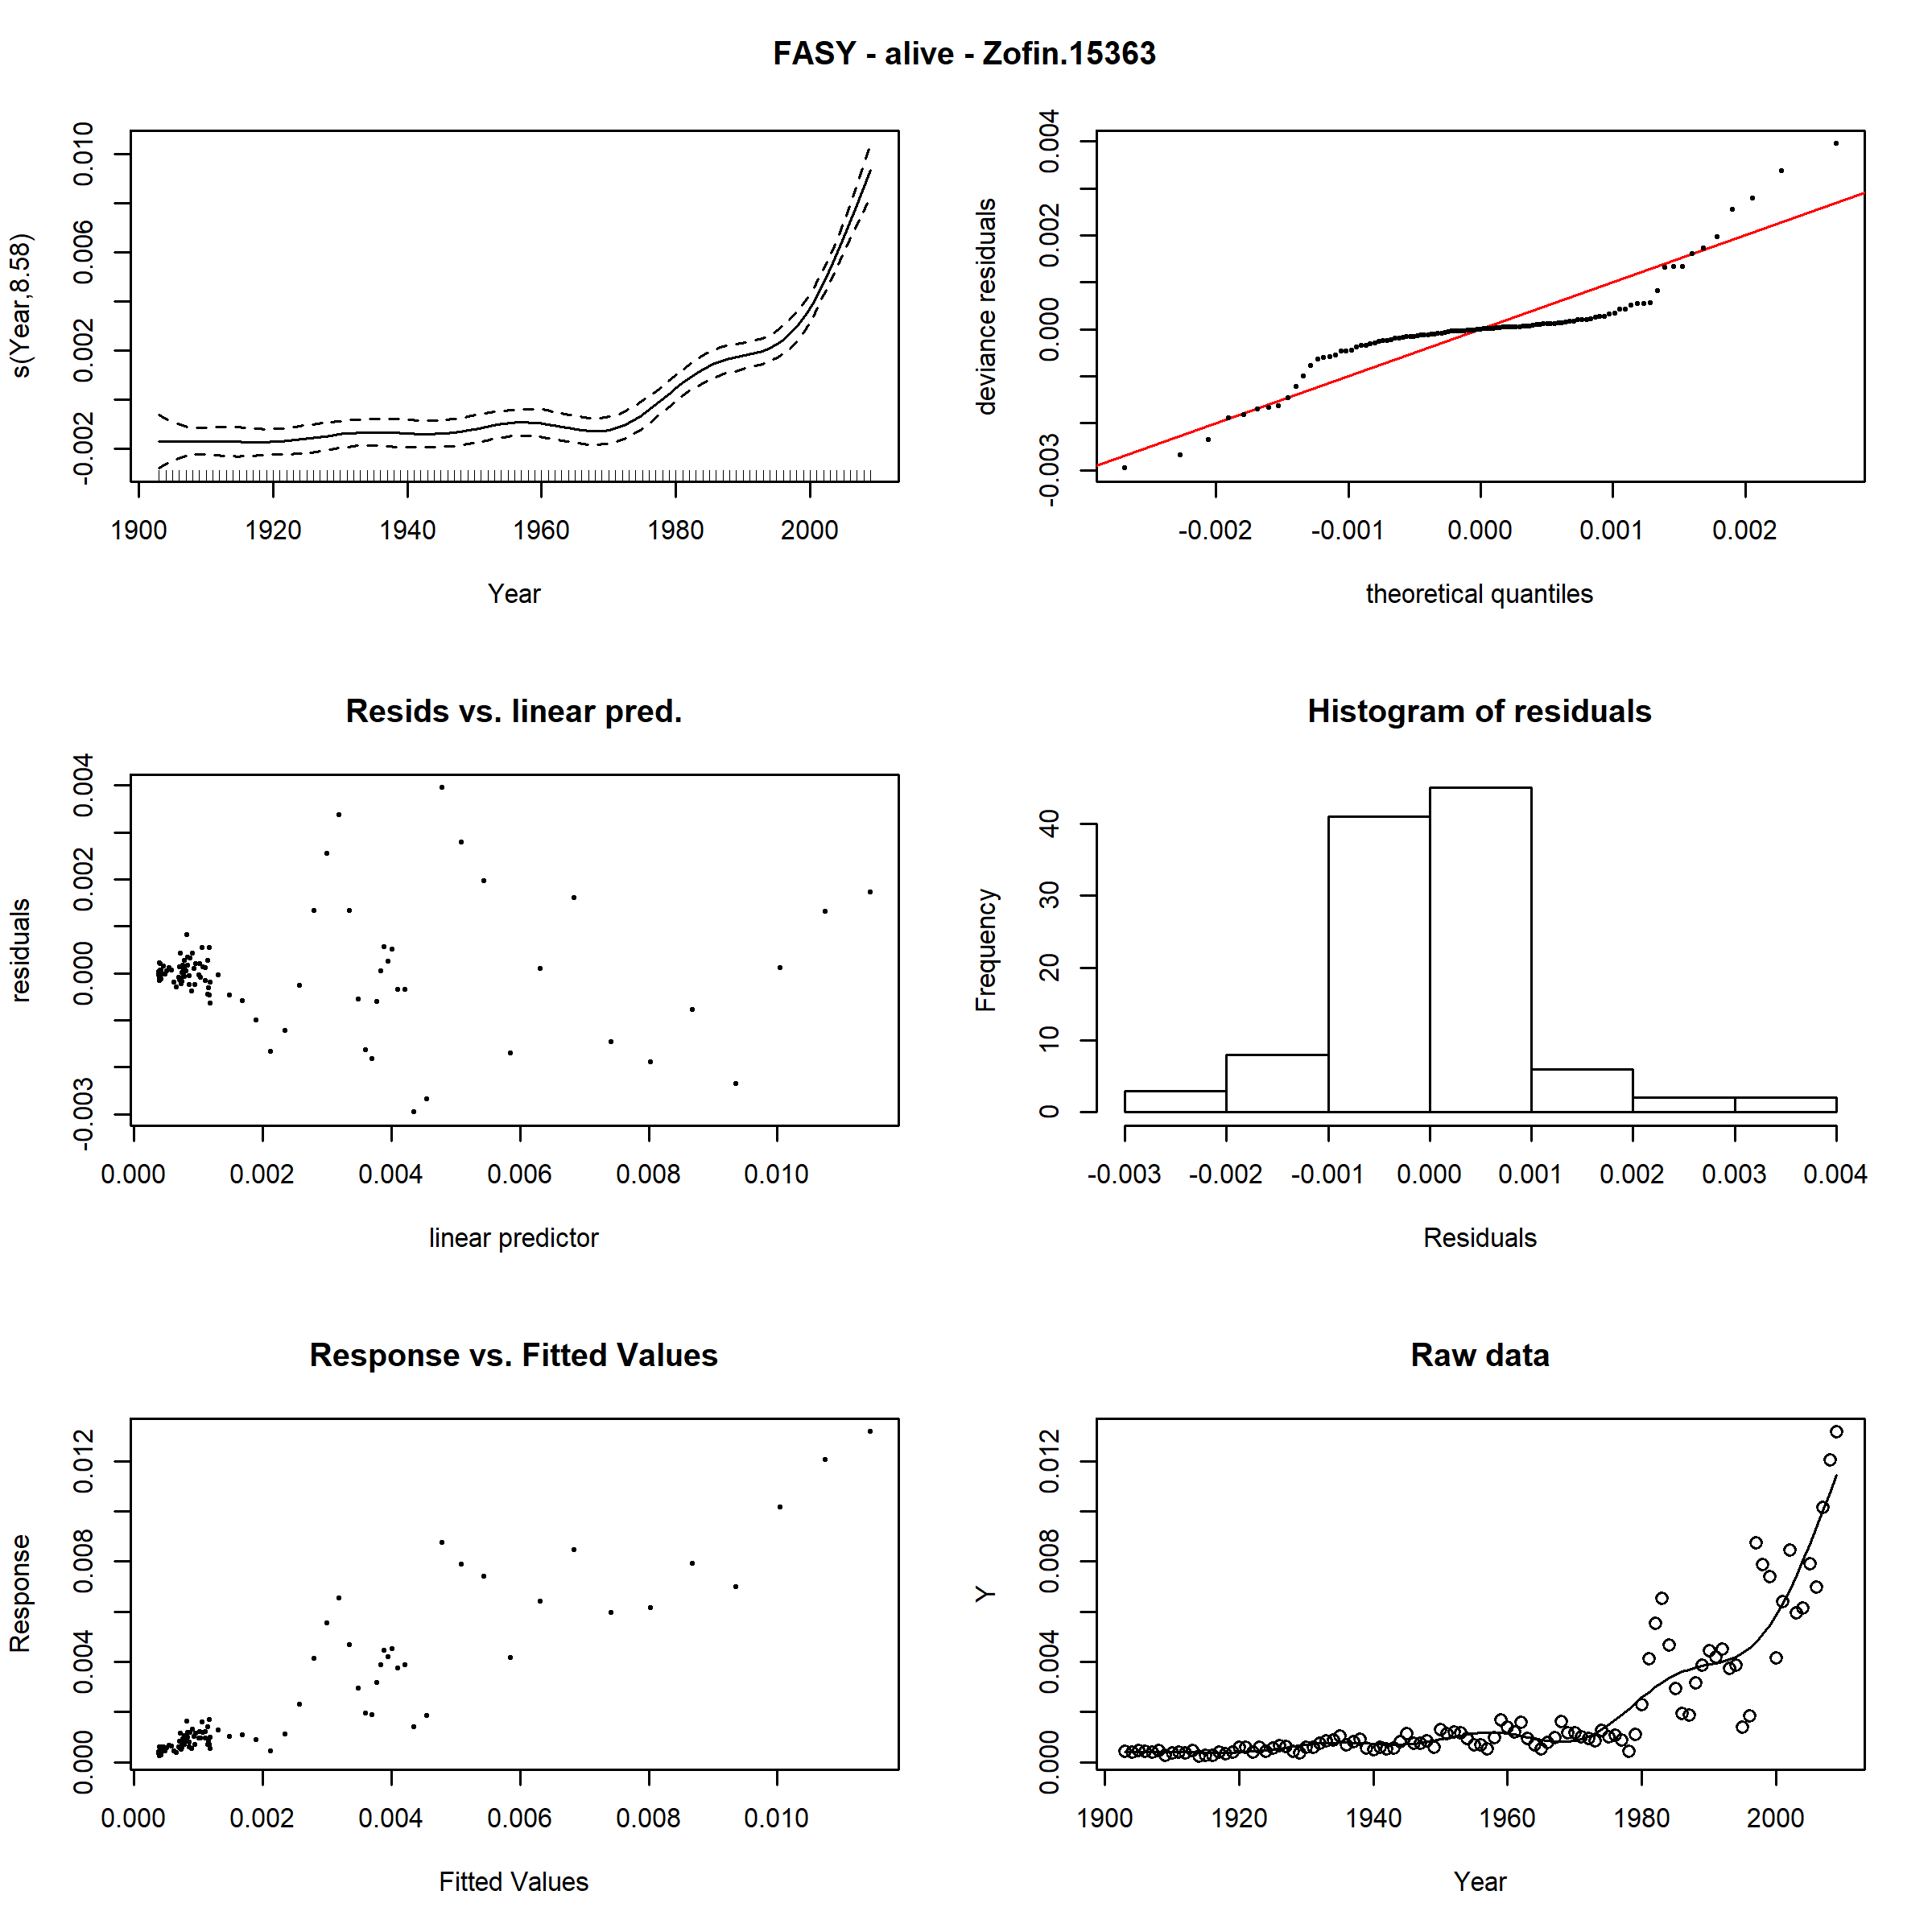 FASY - alive - Zofin.15363
s(Year,8.58)
-0.002 0.002 0.006 0.010
1900 1920 1940 1960 1980 2000
Year
deviance residuals
-0.003 0.000 0.002 0.004
-0.002 -0.001 0.000 0.001 0.002
theoretical quantiles
Resids vs. linear pred.
residuals
-0.003 0.000 0.002 0.004
0.000 0.002 0.004 0.006 0.008 0.010
linear predictor
Histogram of residuals
Frequency
0 10 20 30 40
-0.003 -0.002 -0.001 0.000 0.001 0.002 0.003 0.004
Residuals
Response vs. Fitted Values
Response
0.000 0.004 0.008 0.012
0.000 0.002 0.004 0.006 0.008 0.010
Fitted Values
Raw data
Y
0.000 0.004 0.008 0.012
1900 1920 1940 1960 1980 2000
Year